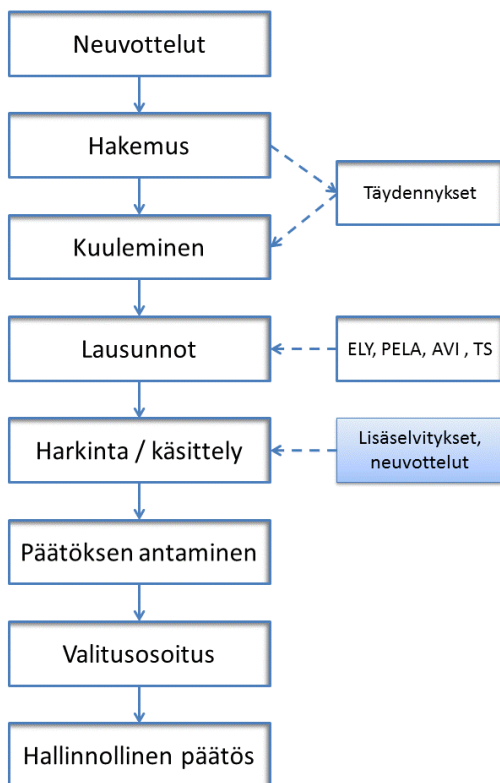 Neuvottelut
Hakemus
Täydennykset
Kuuleminen
Lausunnot
ELY, PELA, AVI , TS
Harkinta / käsittely
Lisäselvitykset,
neuvottelut
Päätöksen antaminen
Valitusosoitus
Hallinnollinen päätös